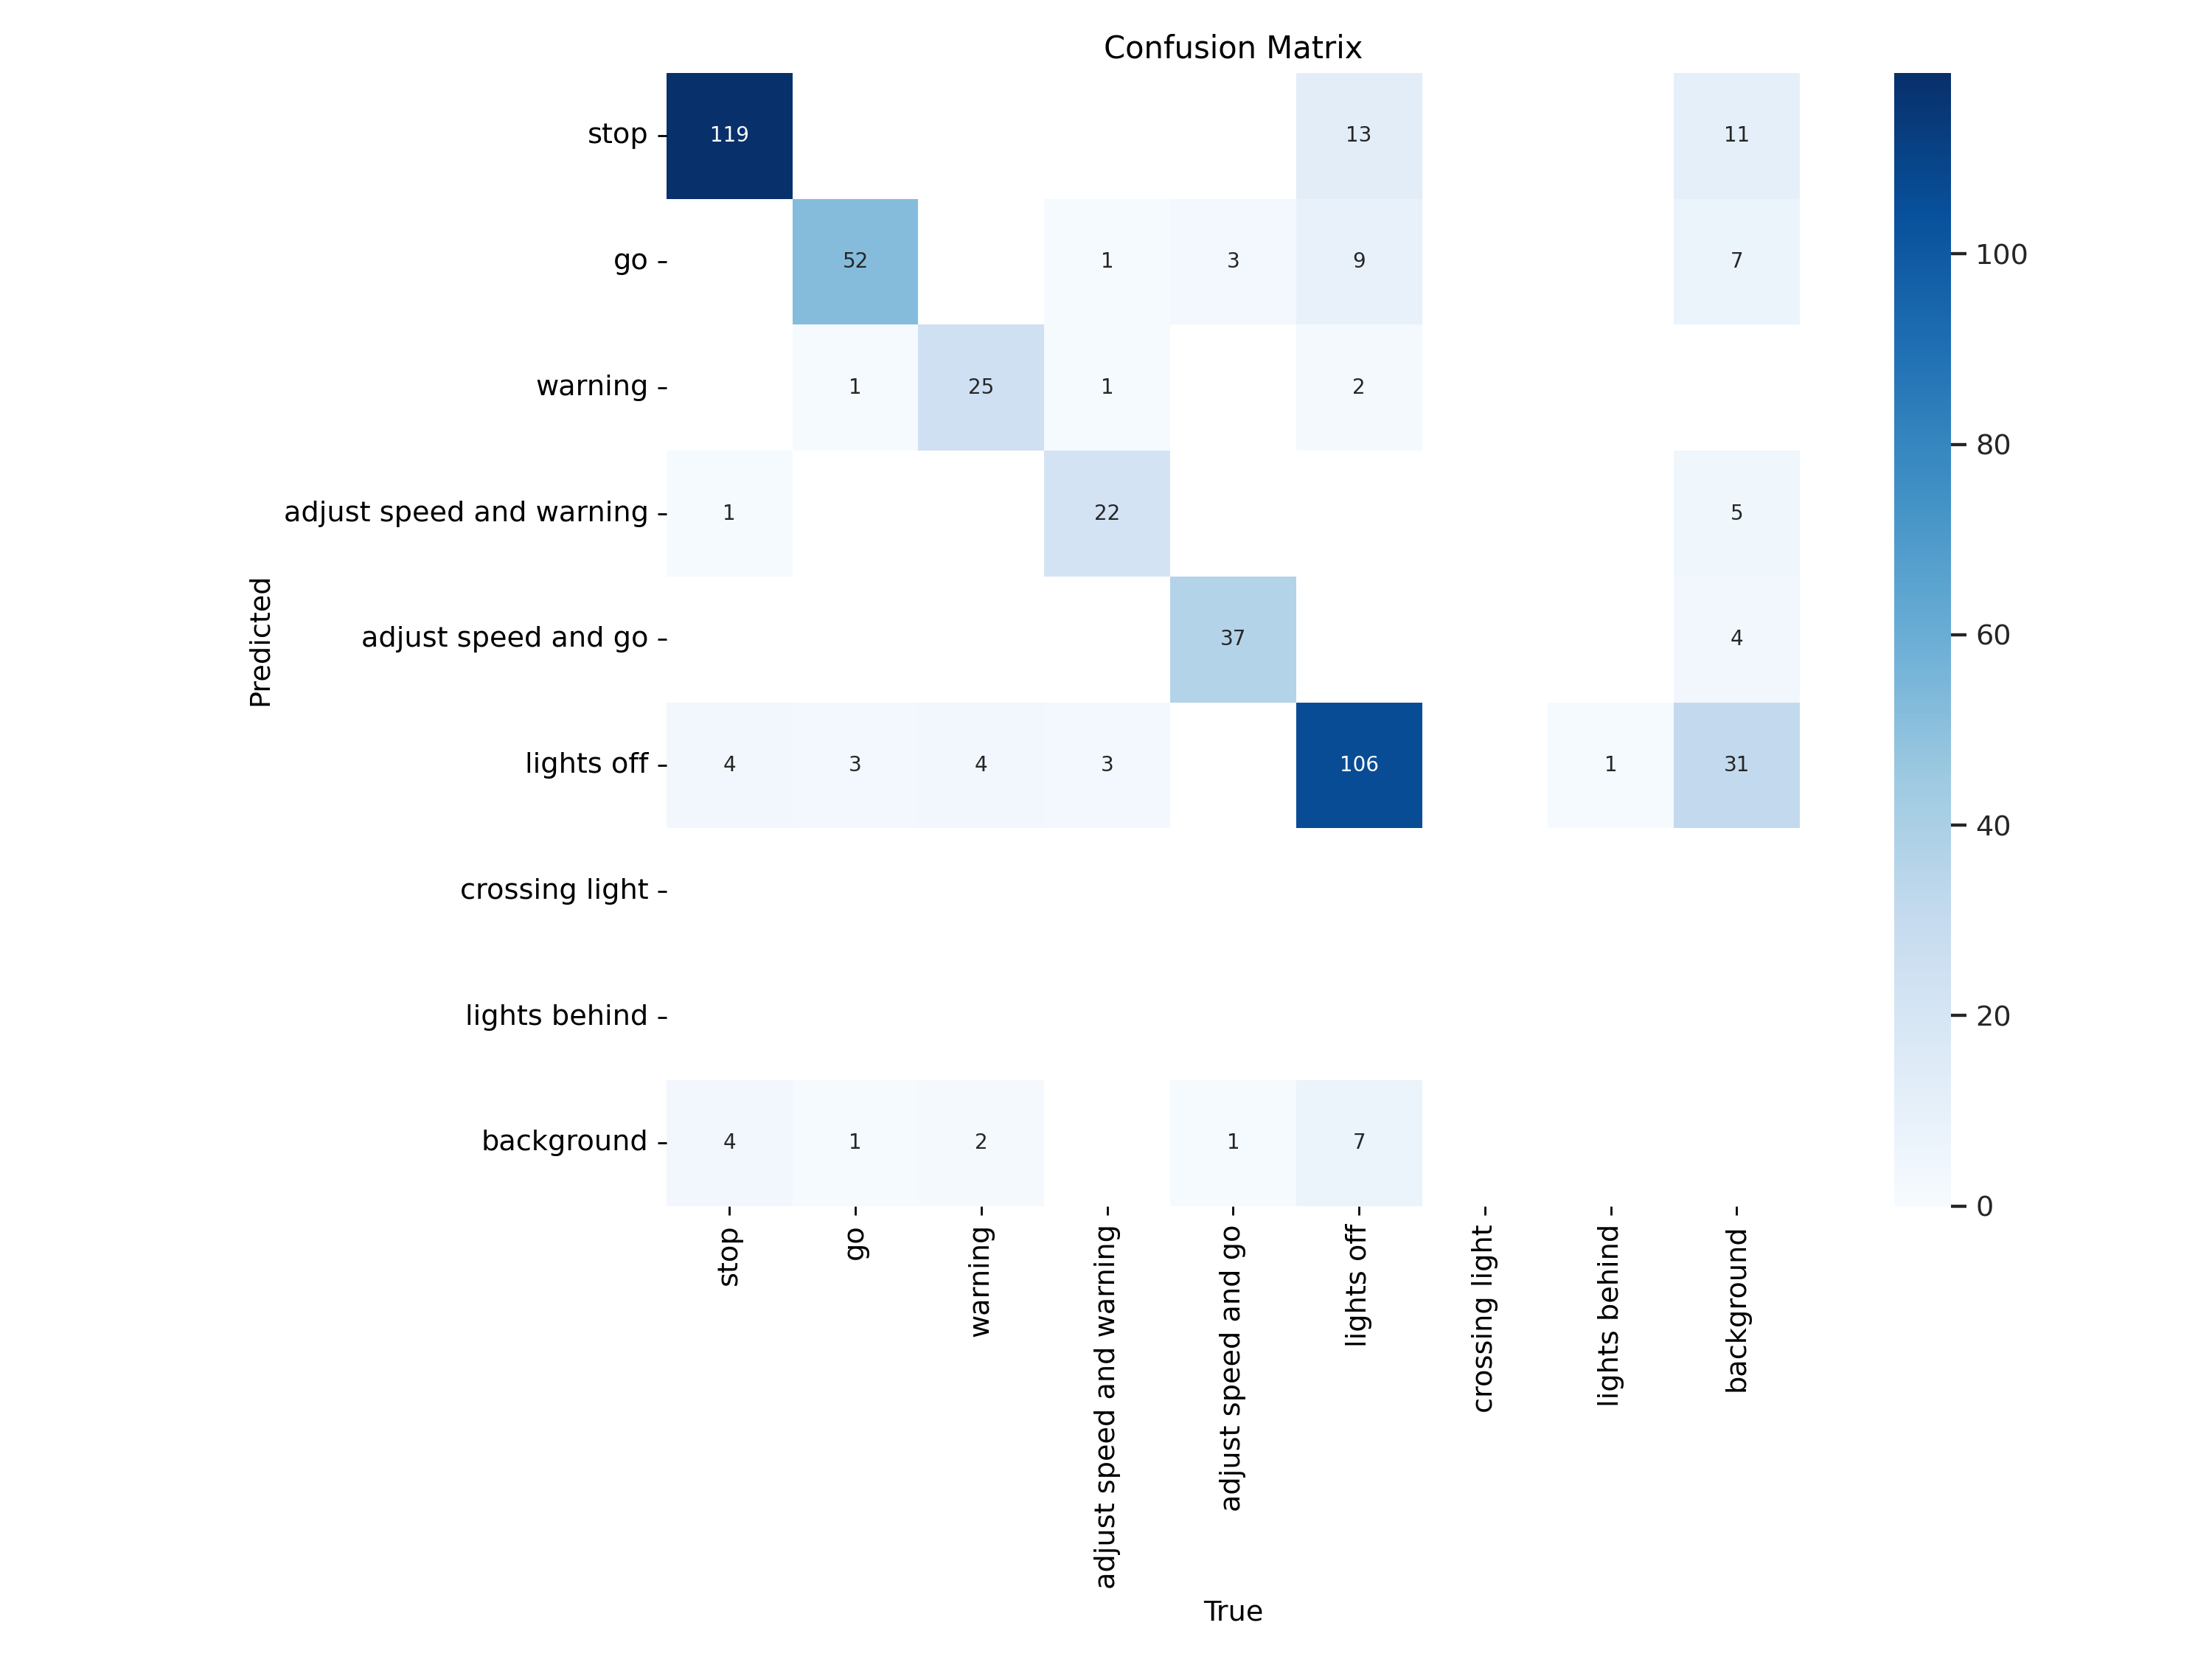 Confusion Matrix
stop 119 13 11
go 52 1 3 9 7
warning 1 25 1 2
adjust speed and warning 1 22 5
adjust speed and go 37 4
lights off 4 3 4 3 106 1 31
crossing light
lights behind
background 4 1 2 1 7
Predicted
stop
go
warning
adjust speed and warning
adjust speed and go
lights off
crossing light
lights behind
background
True
100
80
60
40
20
0